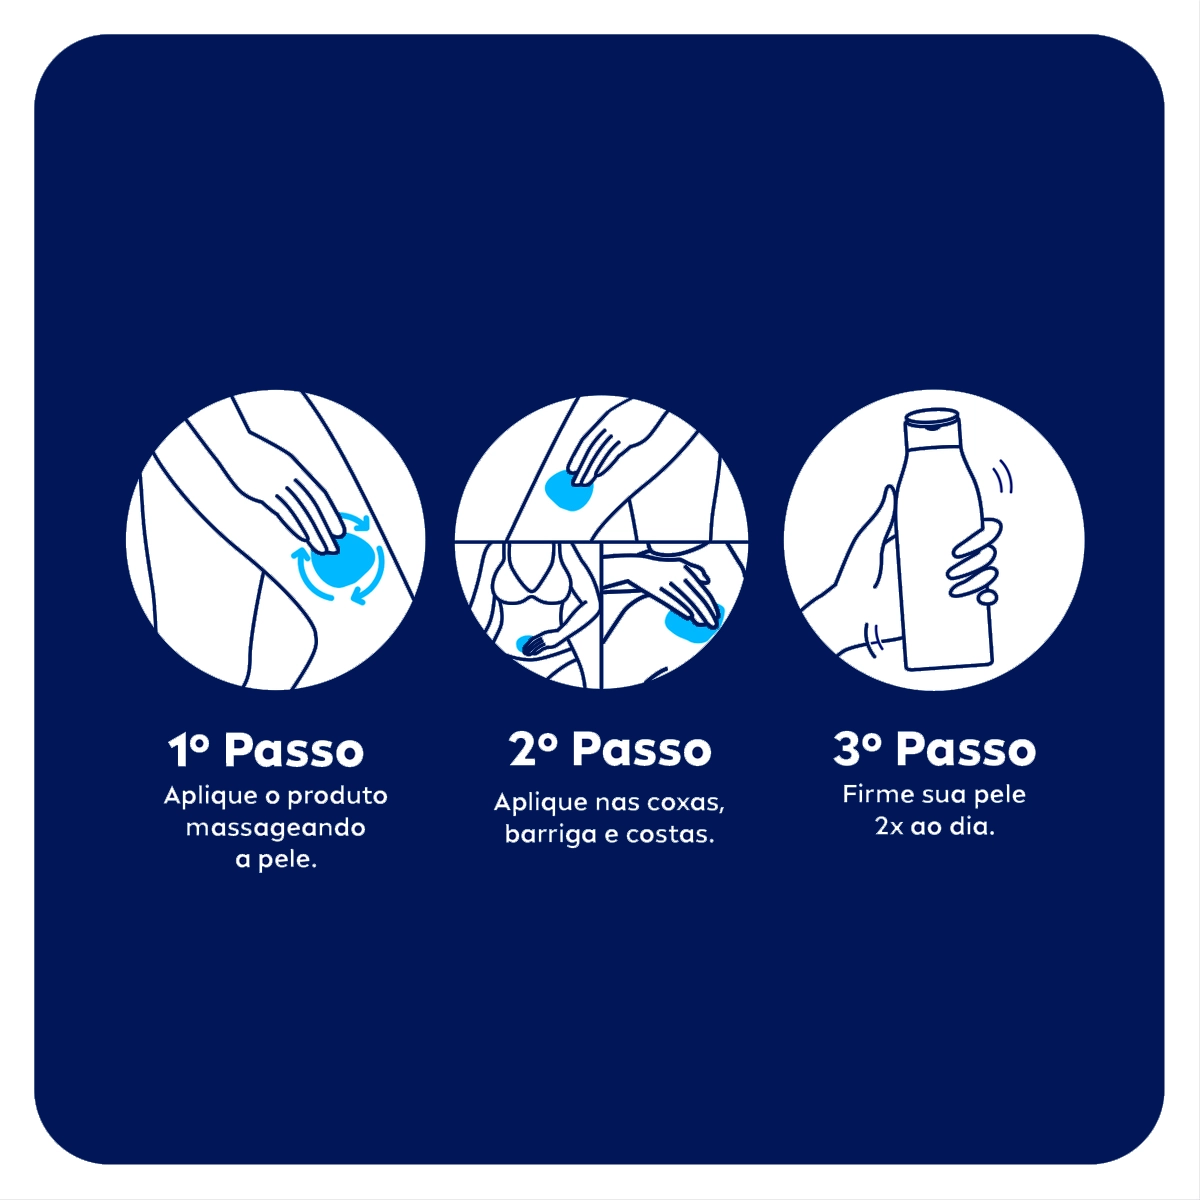 1º Passo
Aplique o produto
massageando
a pele.
2º Passo
Aplique nas coxas,
barriga e costas.
3º Passo
Firme sua pele
2x ao dia.